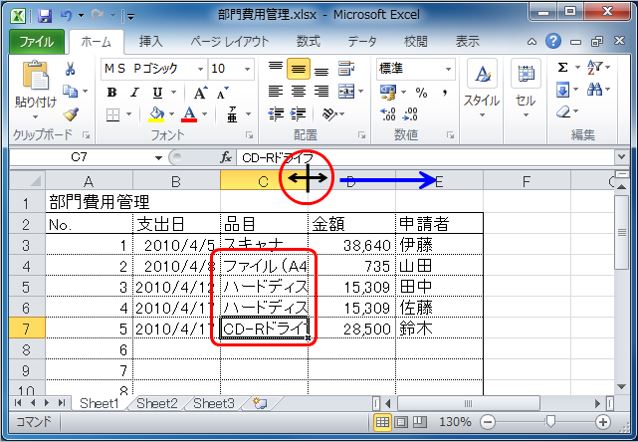 部門費用管理.xlsx - Microsoft Excel
ファイル ホーム 挿入 ページ レイアウト 数式 データ 校閲 表示
貼り付け
ＭＳ Ｐゴシック 10
B I U A A
亜
標準
% ,
スタイル
セル
Σ
クリップボード フォント 配置 数値 編集
C7 fx CD-Rドライブ
A B C D E F
1 部門費用管理
2 No. 支出日 品目 金額 申請者
3 1 2010/4/5 スキャナ 38,640 伊藤
4 2 2010/4/8 ファイル（A4 735 山田
5 3 2010/4/12 ハードディス 15,309 田中
6 4 2010/4/17 ハードディス 15,309 佐藤
7 5 2010/4/17 CD-Rドライ 28,500 鈴木
8 6
9 7
10 8
Sheet1 Sheet2 Sheet3
コマンド 130%